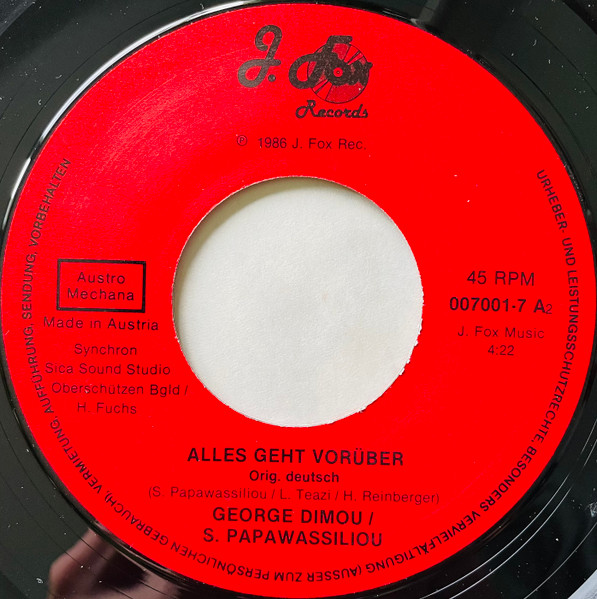 J. Fox
Records
℗ 1986 J. Fox Rec.
Austro
Mechana
Made in Austria
Synchron
Sica Sound Studio
Oberschützen Bgld /
H. Fuchs
45 RPM
007001-7 A2
J. Fox Music
4:22
ALLES GEHT VORÜBER
Orig. deutsch
(S. Papawassiliou / L. Teazi / H. Reinberger)
GEORGE DIMOU /
S. PAPAWASSILIOU
URHEBER- UND LEISTUNGSSCHUTZRECHTE, BESONDERS VERVIELFÄLTIGUNG (AUSSER ZUM PERSÖNLICHEN GEBRAUCH), VERMIETUNG, AUFFÜHRUNG, SENDUNG, VORBEHALTEN